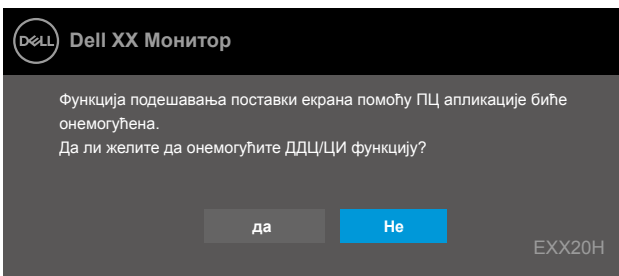 DELL Dell XX Монитор
Функција подешавања поставки екрана помоћу ПЦ апликације биће
онемогућена.
Да ли желите да онемогућите ДДЦ/ЦИ функцију?
да Не
EXX20H